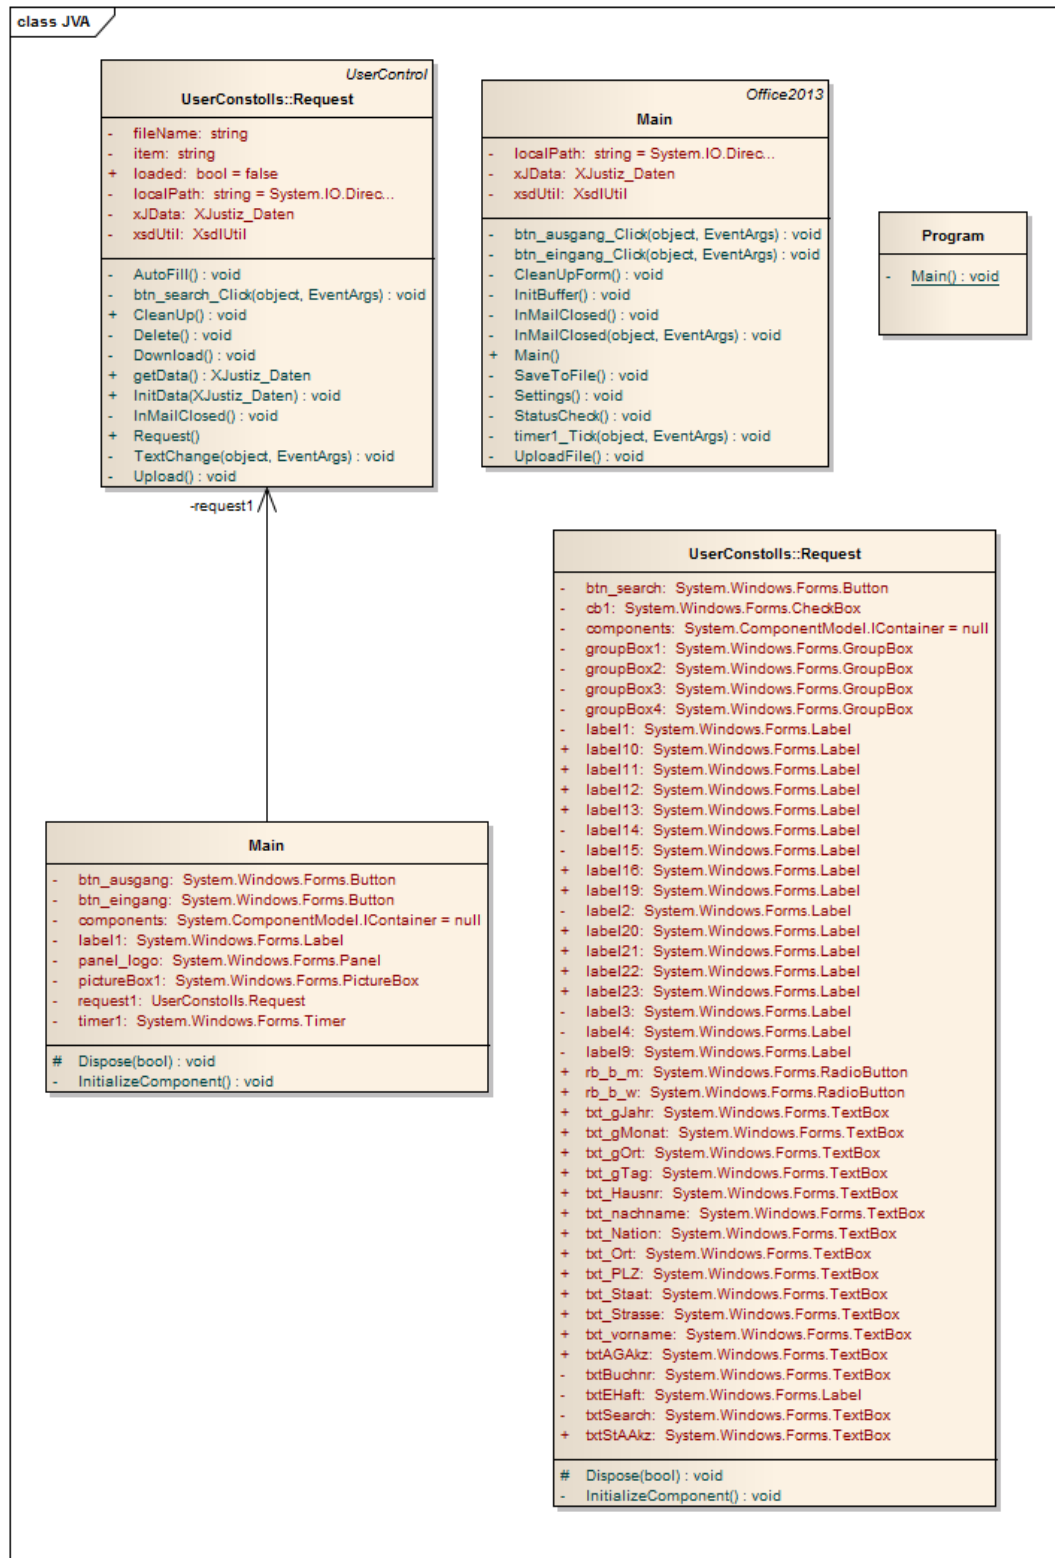 class JVA
UserControl
UserConstolls::Request
- fileName: string
- item: string
+ loaded: bool = false
- localPath: string = System.IO.Direc...
- xJData: XJustiz_Daten
- xsdUtil: XsdlUtil
- AutoFill() : void
- btn_search_Click(object, EventArgs) : void
+ CleanUp() : void
- Delete() : void
- Download() : void
+ getData() : XJustiz_Daten
+ InitData(XJustiz_Daten) : void
- InMailClosed() : void
+ Request()
- TextChange(object, EventArgs) : void
- Upload() : void
Office2013
Main
- localPath: string = System.IO.Direc...
- xJData: XJustiz_Daten
- xsdUtil: XsdlUtil
- btn_ausgang_Click(object, EventArgs) : void
- btn_eingang_Click(object, EventArgs) : void
- CleanUpForm() : void
- InitBuffer() : void
- InMailClosed() : void
- InMailClosed(object, EventArgs) : void
+ Main()
- SaveToFile() : void
- Settings() : void
- StatusCheck() : void
- timer1_Tick(object, EventArgs) : void
- UploadFile() : void
Program
- Main() : void
-request1
Main
- btn_ausgang: System.Windows.Forms.Button
- btn_eingang: System.Windows.Forms.Button
- components: System.ComponentModel.IContainer = null
- label1: System.Windows.Forms.Label
- panel_logo: System.Windows.Forms.Panel
- pictureBox1: System.Windows.Forms.PictureBox
- request1: UserConstolls.Request
- timer1: System.Windows.Forms.Timer
# Dispose(bool) : void
- InitializeComponent() : void
UserConstolls::Request
- btn_search: System.Windows.Forms.Button
- cb1: System.Windows.Forms.CheckBox
- components: System.ComponentModel.IContainer = null
- groupBox1: System.Windows.Forms.GroupBox
- groupBox2: System.Windows.Forms.GroupBox
- groupBox3: System.Windows.Forms.GroupBox
- groupBox4: System.Windows.Forms.GroupBox
- label1: System.Windows.Forms.Label
+ label10: System.Windows.Forms.Label
+ label11: System.Windows.Forms.Label
+ label12: System.Windows.Forms.Label
+ label13: System.Windows.Forms.Label
- label14: System.Windows.Forms.Label
- label15: System.Windows.Forms.Label
+ label16: System.Windows.Forms.Label
+ label19: System.Windows.Forms.Label
- label2: System.Windows.Forms.Label
+ label20: System.Windows.Forms.Label
+ label21: System.Windows.Forms.Label
+ label22: System.Windows.Forms.Label
+ label23: System.Windows.Forms.Label
- label3: System.Windows.Forms.Label
- label4: System.Windows.Forms.Label
- label9: System.Windows.Forms.Label
+ rb_b_m: System.Windows.Forms.RadioButton
+ rb_b_w: System.Windows.Forms.RadioButton
+ txt_gJahr: System.Windows.Forms.TextBox
+ txt_gMonat: System.Windows.Forms.TextBox
+ txt_gOrt: System.Windows.Forms.TextBox
+ txt_gTag: System.Windows.Forms.TextBox
+ txt_Hausnr: System.Windows.Forms.TextBox
+ txt_nachname: System.Windows.Forms.TextBox
+ txt_Nation: System.Windows.Forms.TextBox
+ txt_Ort: System.Windows.Forms.TextBox
+ txt_PLZ: System.Windows.Forms.TextBox
+ txt_Staat: System.Windows.Forms.TextBox
+ txt_Strasse: System.Windows.Forms.TextBox
+ txt_vorname: System.Windows.Forms.TextBox
+ txtAGAkz: System.Windows.Forms.TextBox
- txtBuchnr: System.Windows.Forms.TextBox
- txtEHaft: System.Windows.Forms.Label
- txtSearch: System.Windows.Forms.TextBox
+ txtStAAkz: System.Windows.Forms.TextBox
# Dispose(bool) : void
- InitializeComponent() : void